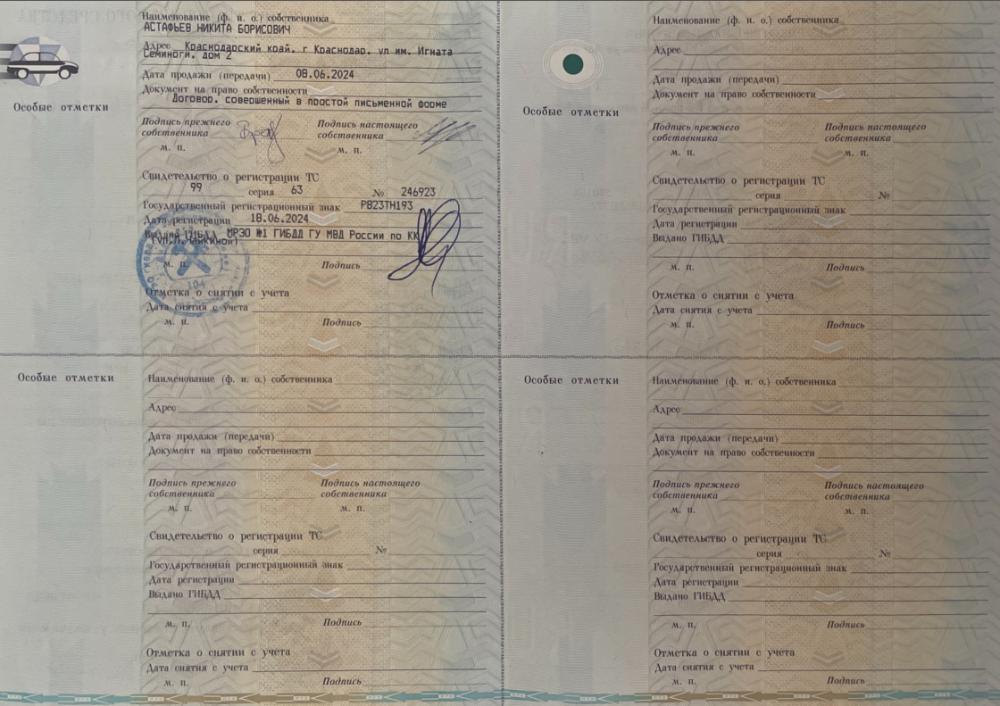 Наименование (ф. и. о.) собственника
АСТАФЬЕВ НИКИТА БОРИСОВИЧ
Адрес Краснодарский край, г Краснодар, ул им. Игната
Семиноги, дом 2
Дата продажи (передачи) 08.06.2024
Документ на право собственности
Договор, совершенный в простой письменной форме
Подпись прежнего собственника
Подпись настоящего собственника
м. п.
м. п.
Свидетельство о регистрации ТС
99 серия 63 № 246923
Государственный регистрационный знак Р823ТН193
Дата регистрации 18.06.2024
Выдано ГИБДД МРЭО №1 ГИБДД ГУ МВД России по КК
(ул.Л.Чайкиной)
м. п. Подпись
104
Отметка о снятии с учета
Дата снятия с учета
м. п. Подпись
Особые отметки
Особые отметки
Наименование (ф. и. о.) собственника
Адрес
Дата продажи (передачи)
Документ на право собственности
Подпись прежнего собственника
Подпись настоящего собственника
м. п.
м. п.
Свидетельство о регистрации ТС
серия №
Государственный регистрационный знак
Дата регистрации
Выдано ГИБДД
м. п. Подпись
Отметка о снятии с учета
Дата снятия с учета
м. п. Подпись
Особые отметки
Наименование (ф. и. о.) собственника
Адрес
Дата продажи (передачи)
Документ на право собственности
Подпись прежнего собственника
Подпись настоящего собственника
м. п.
м. п.
Свидетельство о регистрации ТС
серия №
Государственный регистрационный знак
Дата регистрации
Выдано ГИБДД
м. п. Подпись
Отметка о снятии с учета
Дата снятия с учета
м. п. Подпись
Особые отметки
Наименование (ф. и. о.) собственника
Адрес
Дата продажи (передачи)
Документ на право собственности
Подпись прежнего собственника
Подпись настоящего собственника
м. п.
м. п.
Свидетельство о регистрации ТС
серия №
Государственный регистрационный знак
Дата регистрации
Выдано ГИБДД
м. п. Подпись
Отметка о снятии с учета
Дата снятия с учета
м. п. Подпись